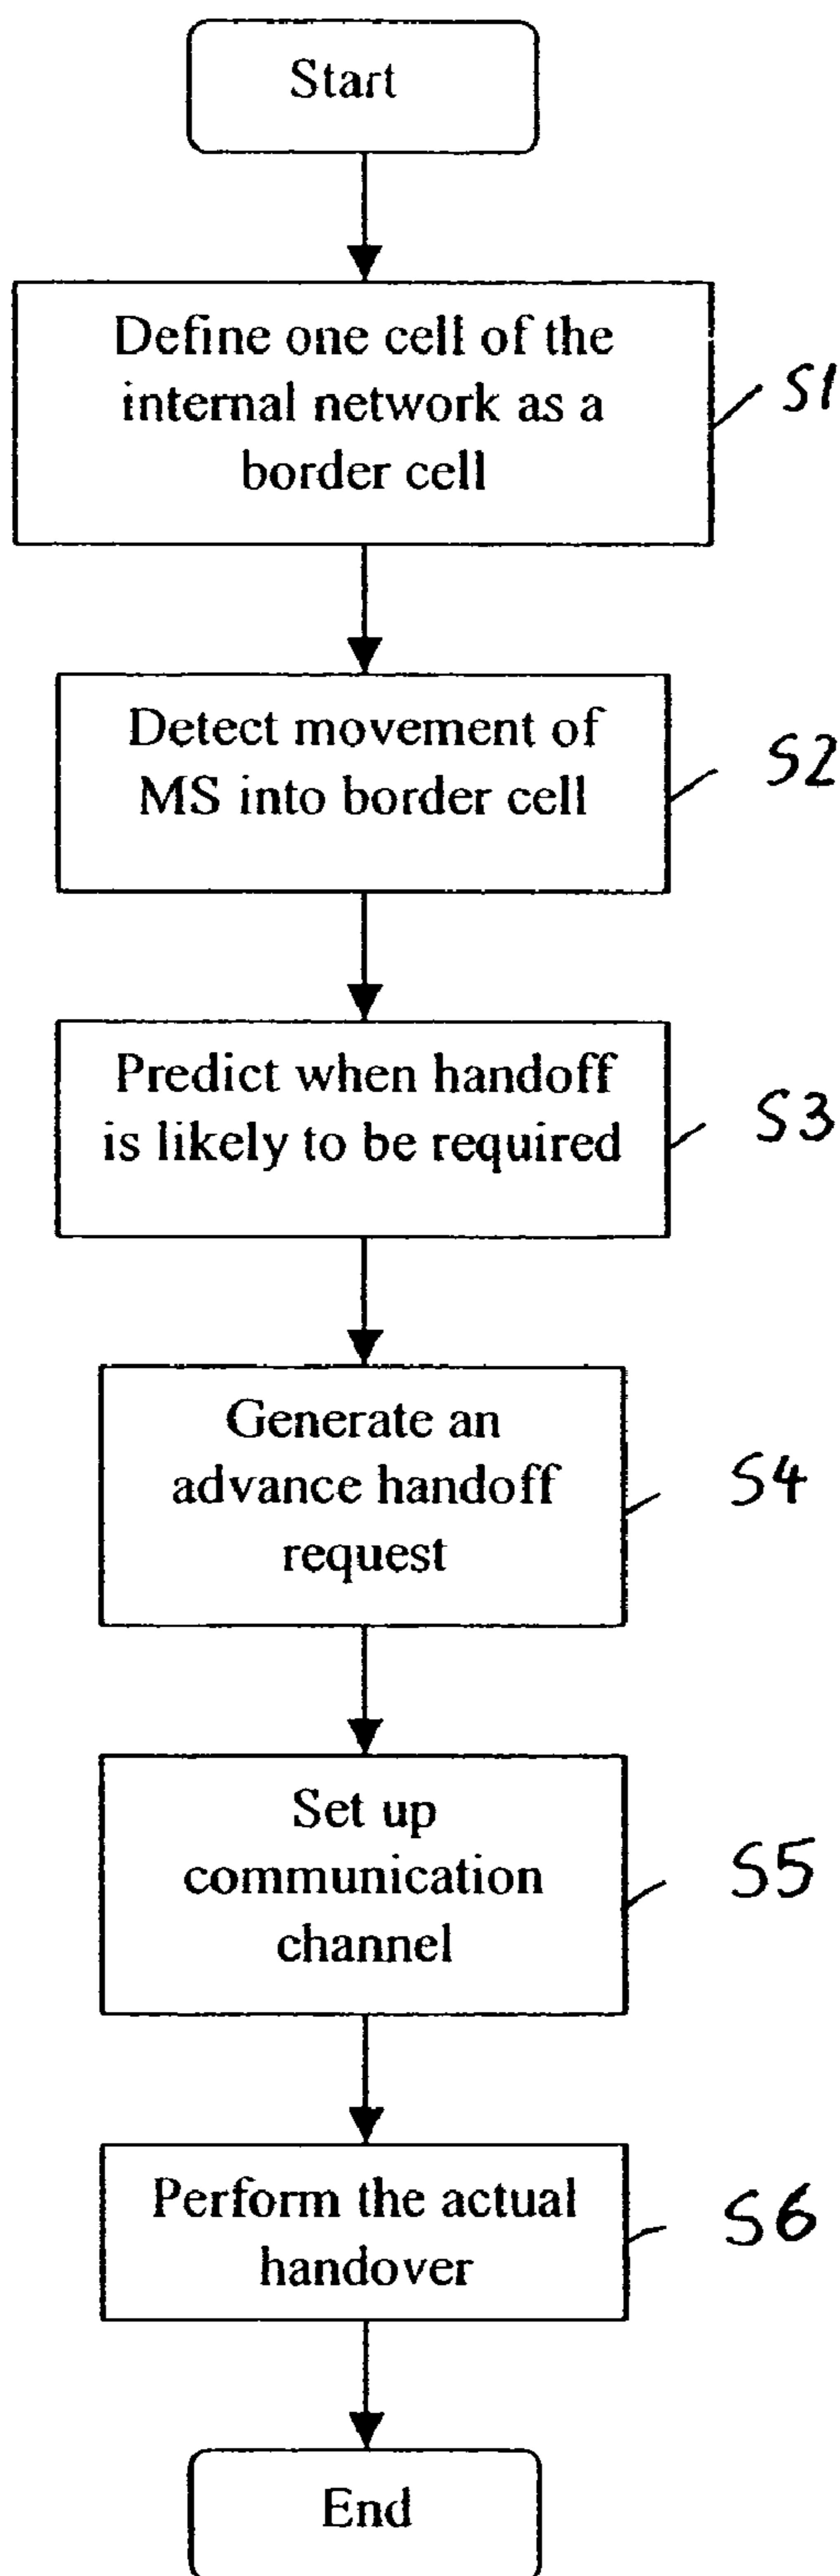 Start
Define one cell of the
internal network as a
border cell
S1
Detect movement of
MS into border cell
S2
Predict when handoff
is likely to be required
S3
Generate an
advance handoff
request
S4
Set up
communication
channel
S5
Perform the actual
handover
S6
End